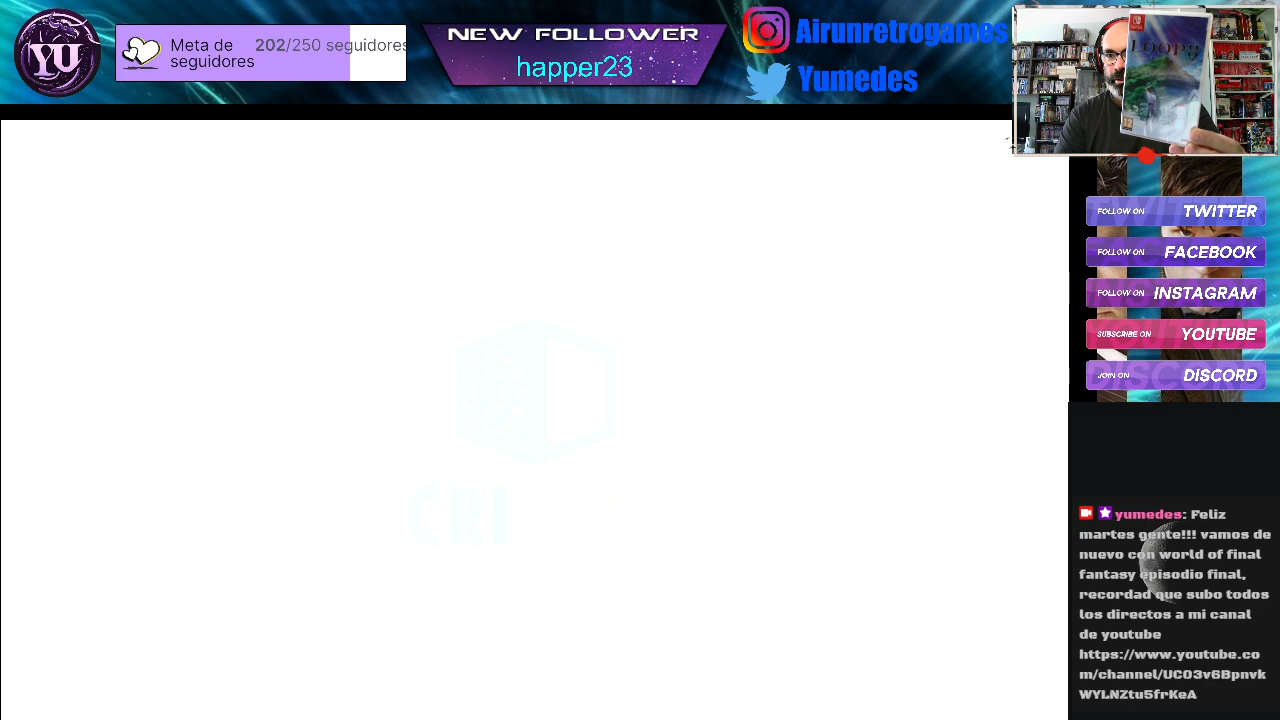 YU
Meta de
seguidores
202/250 seguidores
NEW FOLLOWER
happer23
Airunretrogames
Yumedes
LOOP8
FOLLOW ON TWITTER
FOLLOW ON FACEBOOK
FOLLOW ON INSTAGRAM
SUBSCRIBE ON YOUTUBE
JOIN ON DISCORD
CRI
yumedes: Feliz
martes gente!!! vamos de
nuevo con world of final
fantasy episodio final,
recordad que subo todos
los directos a mi canal
de youtube
https://www.youtube.co
m/channel/UC03v6Bpnvk
WYLNZtu5frKeA